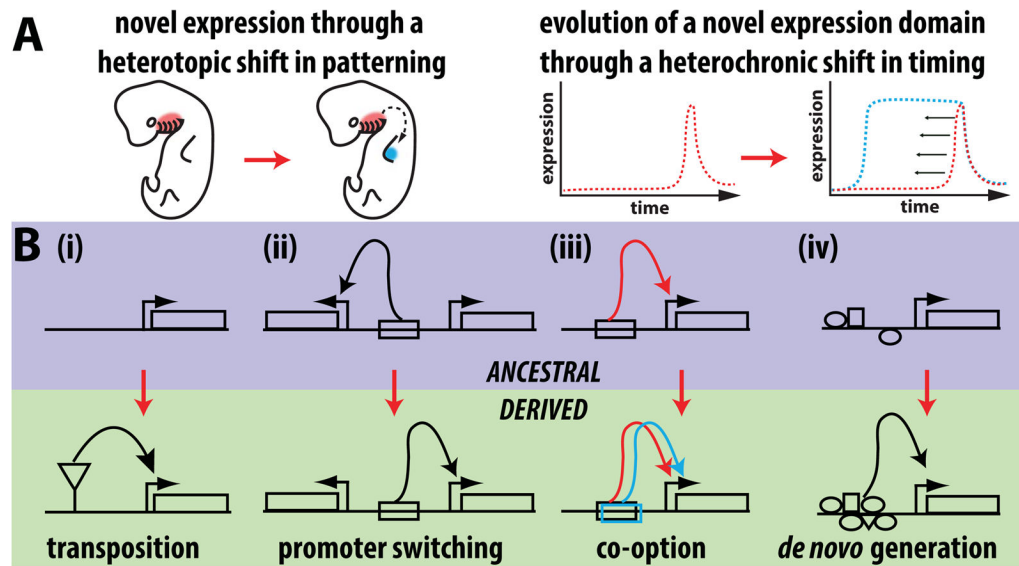 A
novel expression through a
heterotopic shift in patterning
evolution of a novel expression domain
through a heterochronic shift in timing
expression
time
expression
time
B
(i)
(ii)
(iii)
(iv)
ANCESTRAL
DERIVED
transposition
promoter switching
co-option
de novo generation